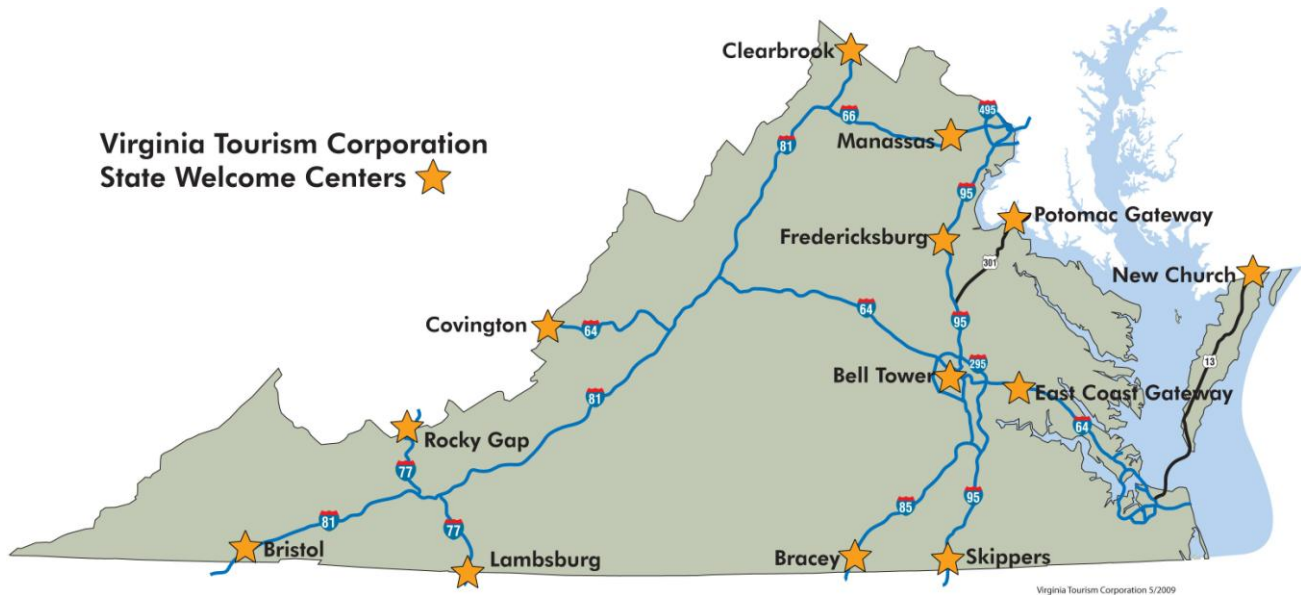 Clearbrook
495
66
Virginia Tourism Corporation
State Welcome Centers
81
Manassas
95
Potomac Gateway
Fredericksburg
301
New Church
64
Covington
64
95
13
295
Bell Tower
East Coast Gateway
81
64
Rocky Gap
77
95
85
81
77
Bristol
Lambsburg
Bracey
Skippers
Virginia Tourism Corporation 5/2009